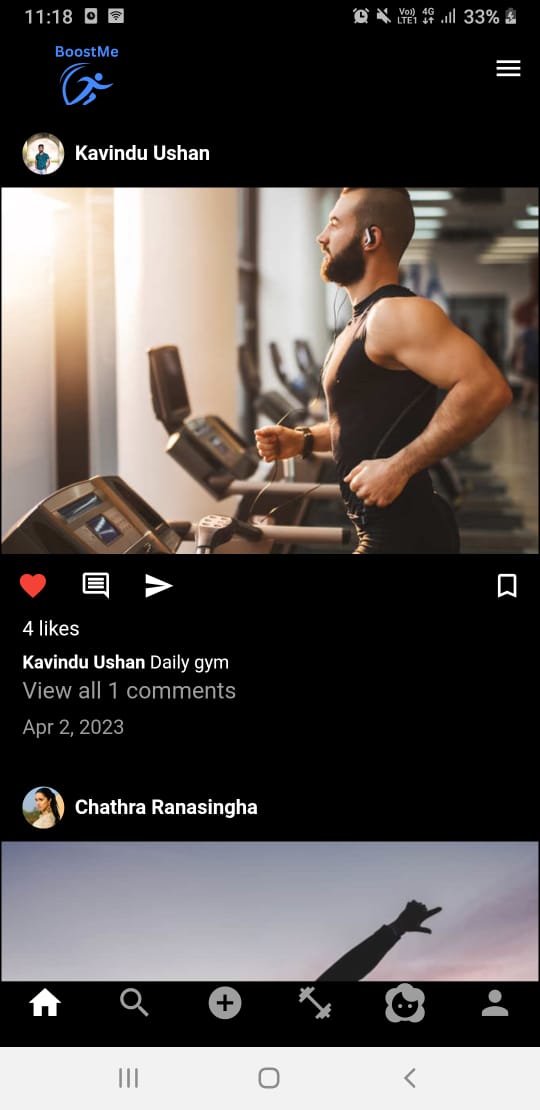 11:18
Vo)) 4G
LTE1
33%
BoostMe
Kavindu Ushan
4 likes
Kavindu Ushan Daily gym
View all 1 comments
Apr 2, 2023
Chathra Ranasingha